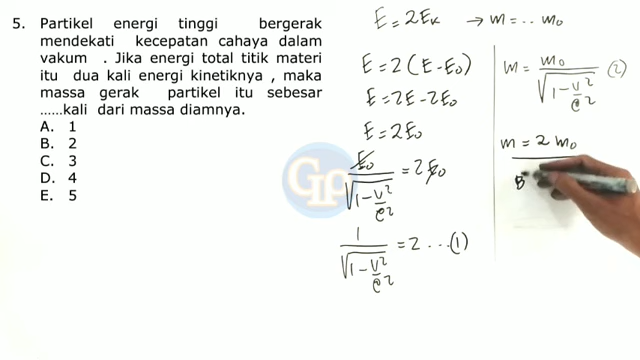 5. Partikel energi tinggi bergerak
mendekati kecepatan cahaya dalam
vakum . Jika energi total titik materi
itu dua kali energi kinetiknya , maka
massa gerak partikel itu sebesar
......kali dari massa diamnya.
A. 1
B. 2
C. 3
D. 4
E. 5
E = 2Ek → m = .. m₀
E = 2(E - E₀)
E = 2E - 2E₀
E = 2E₀
E₀/√(1 - v²/c²) = 2E₀
1/√(1 - v²/c²) = 2 ...(1)
m = m₀/√(1 - v²/c²) (2)
m = 2 m₀
GIP